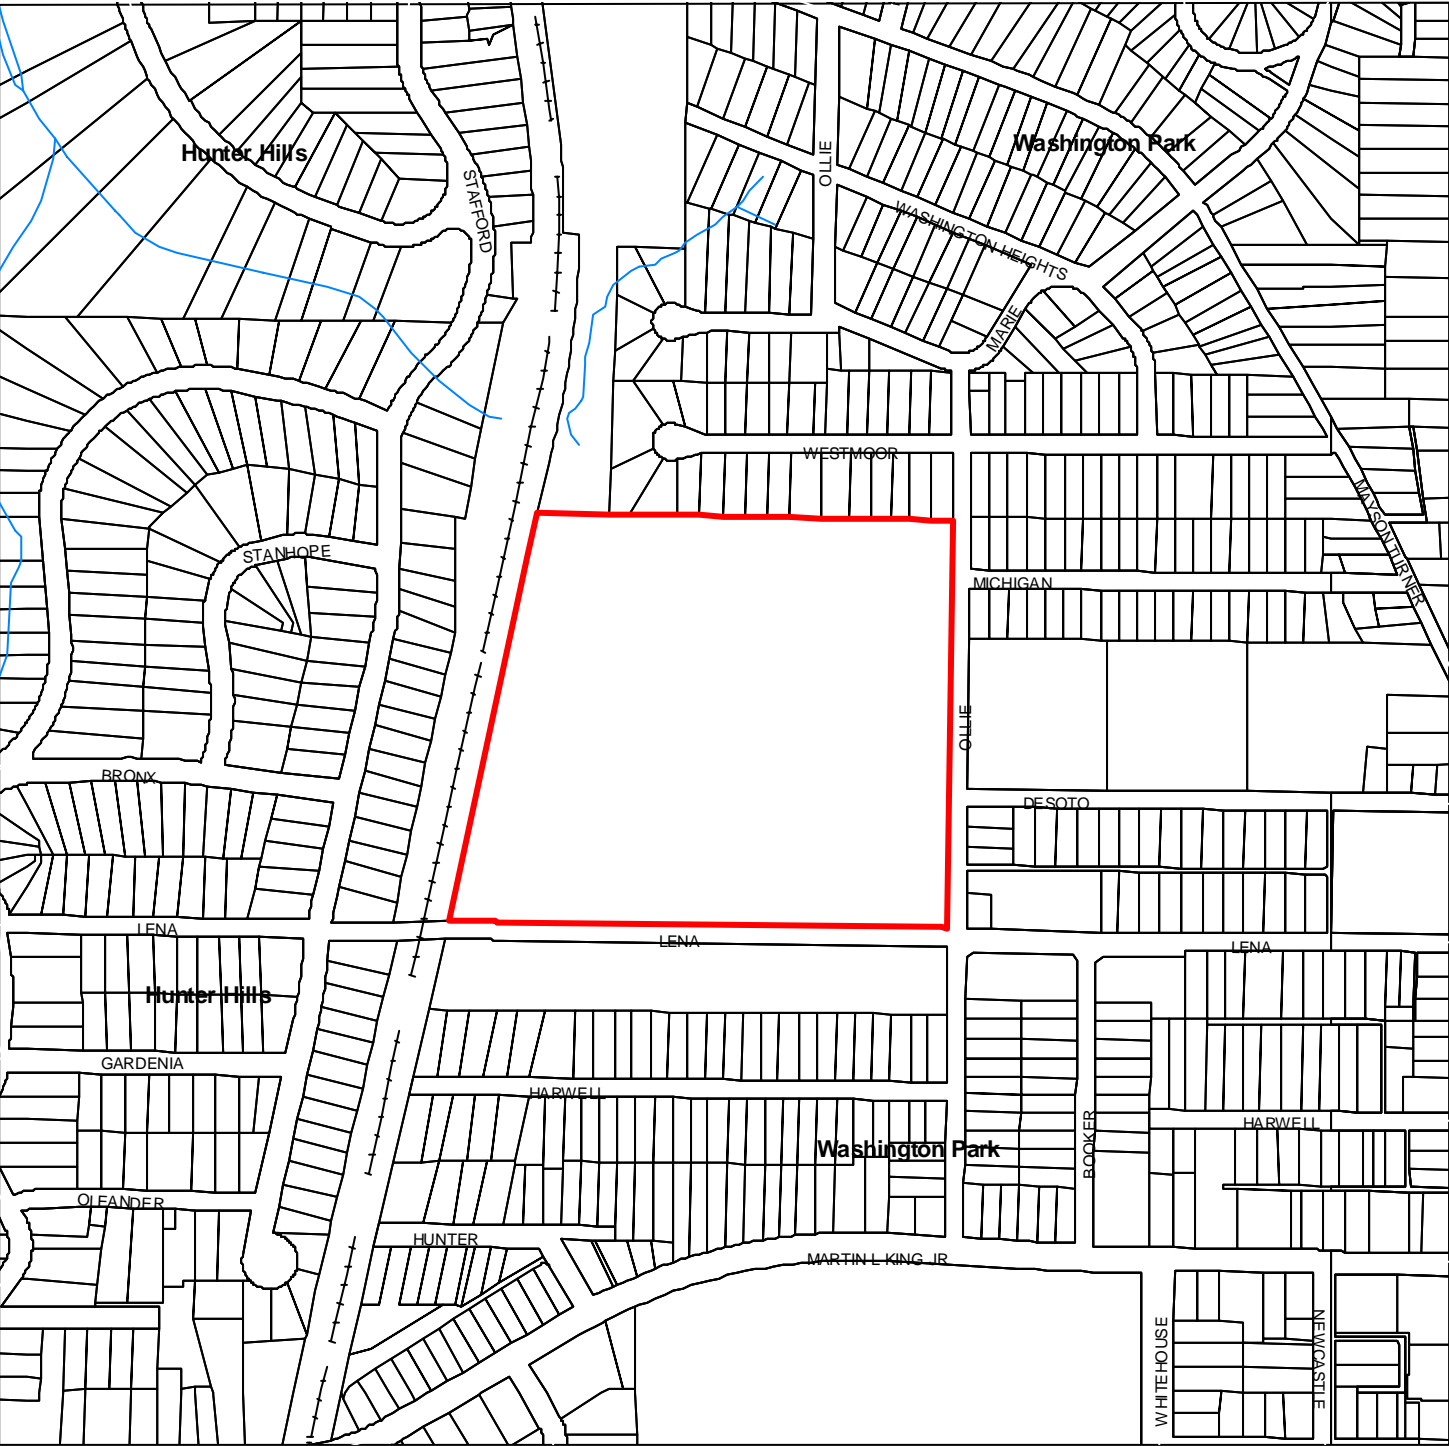 Washington Park
Hunter Hills
OLLIE
STAFFORD
WASHINGTON HEIGHTS
MARIE
WESTMOOR
MAYSON TURNER
STANHOPE
MICHIGAN
OLLIE
BRONX
DESOTO
LENA
LENA
LENA
Hunter Hills
GARDENIA
HARWELL
HARWELL
BOOKER
Washington Park
OLEANDER
HUNTER
MARTIN L KING JR
WHITEHOUSE
NEWCASTLE